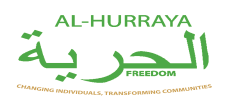 AL-HURRAYA
الحرية
FREEDOM
CHANGING INDIVIDUALS, TRANSFORMING COMMUNITIES